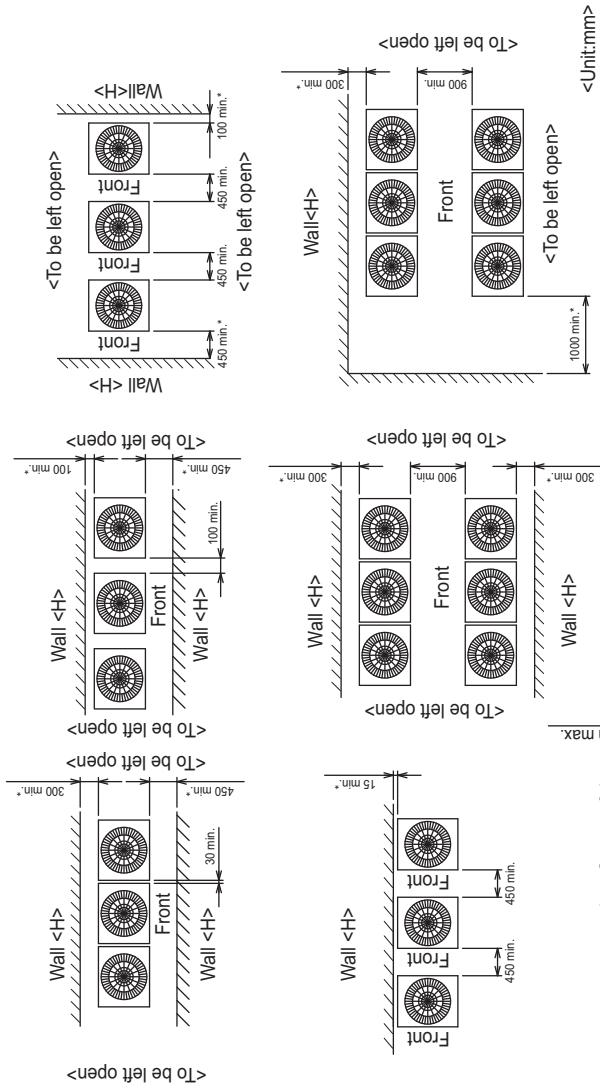 <To be left open>
Wall<H>
Wall <H>
Front
Front
Front
450 min.*
450 min.
450 min.
100 min.*
<To be left open>
300 min.*
900 min.
<To be left open>
Wall<H>
Front
1000 min.*
<To be left open>
<Unit:mm>
<To be left open>
100 min.*
450 min.*
Wall <H>
Front
100 min.
Wall <H>
<To be left open>
<To be left open>
300 min.*
900 min.
300 min.*
Wall <H>
Front
Wall <H>
<To be left open>
<To be left open>
300 min.*
450 min.*
Wall <H>
Front
30 min.
Wall <H>
<To be left open>
15 min.*
Wall <H>
Front
Front
Front
450 min.
450 min.
max.